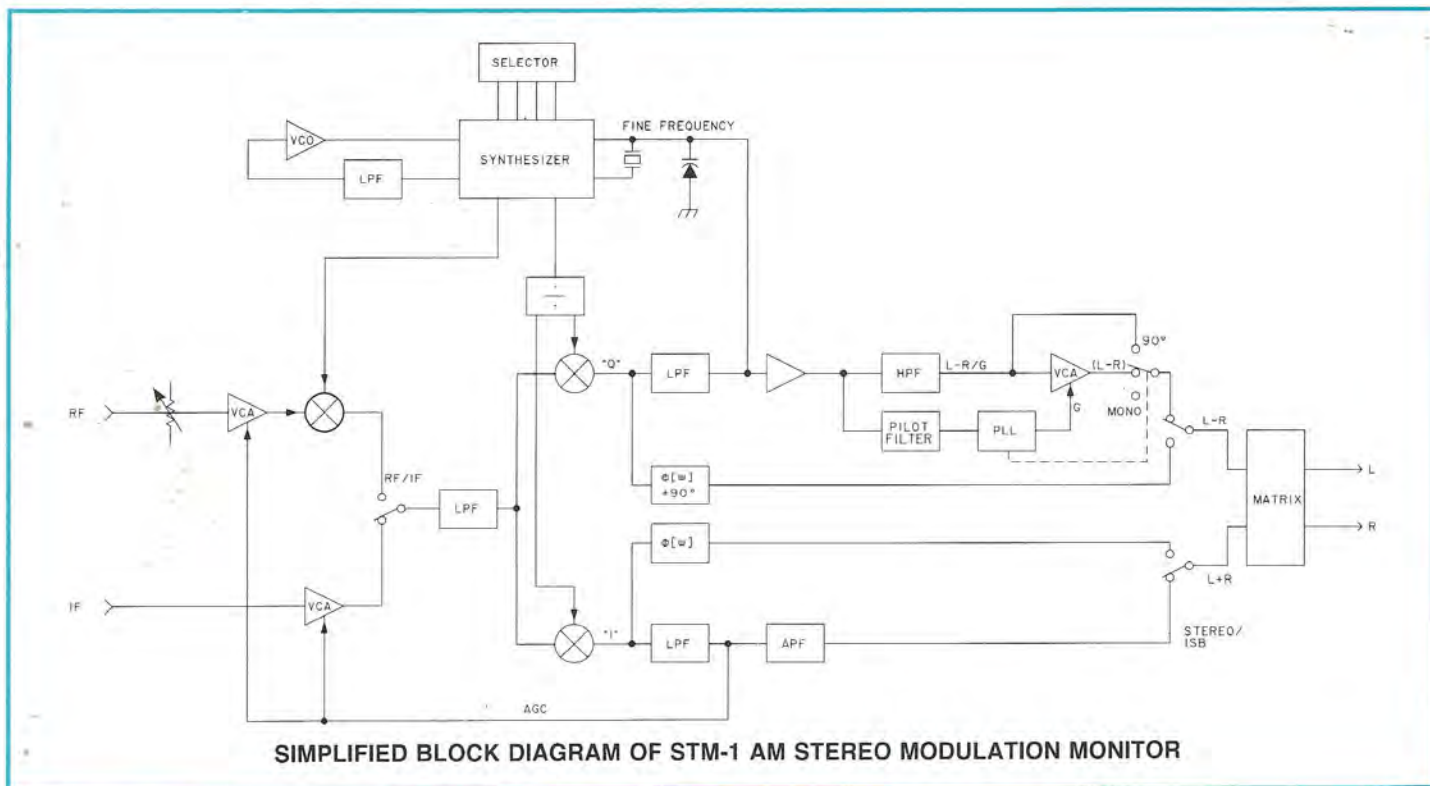 SELECTOR
FINE FREQUENCY
VCO
SYNTHESIZER
LPF
÷
90°
"Q"
LPF
HPF
L-R/G
VCA
(L-R)
RF
VCA
G
MONO
PILOT
FILTER
PLL
L-R
RF/IF
Φ[ω]
+90°
L
LPF
MATRIX
Φ[ω]
R
L+R
IF
VCA
"I"
LPF
APF
STEREO/
ISB
AGC
SIMPLIFIED BLOCK DIAGRAM OF STM-1 AM STEREO MODULATION MONITOR